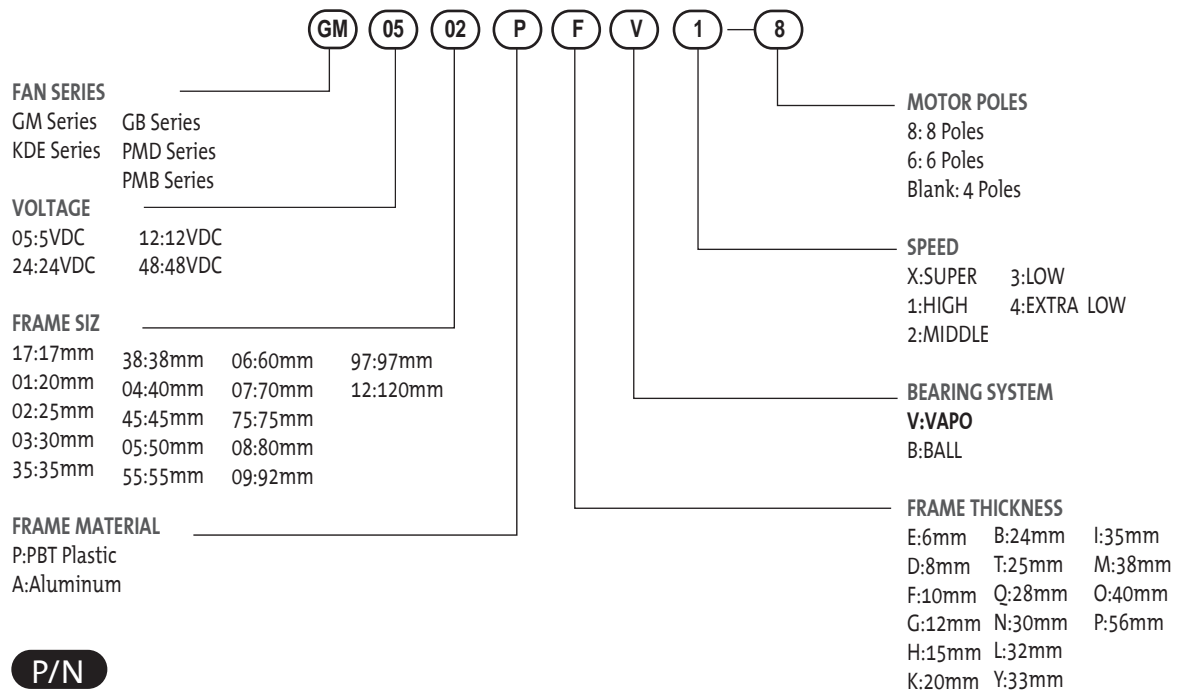 GM 05 02 P F V 1 — 8
FAN SERIES
GM Series GB Series
KDE Series PMD Series
PMB Series
VOLTAGE
05:5VDC 12:12VDC
24:24VDC 48:48VDC
FRAME SIZ
17:17mm 38:38mm 06:60mm 97:97mm
01:20mm 04:40mm 07:70mm 12:120mm
02:25mm 45:45mm 75:75mm
03:30mm 05:50mm 08:80mm
35:35mm 55:55mm 09:92mm
FRAME MATERIAL
P:PBT Plastic
A:Aluminum
P/N
MOTOR POLES
8: 8 Poles
6: 6 Poles
Blank: 4 Poles
SPEED
X:SUPER 3:LOW
1:HIGH 4:EXTRA LOW
2:MIDDLE
BEARING SYSTEM
V:VAPO
B:BALL
FRAME THICKNESS
E:6mm B:24mm I:35mm
D:8mm T:25mm M:38mm
F:10mm Q:28mm O:40mm
G:12mm N:30mm P:56mm
H:15mm L:32mm
K:20mm Y:33mm